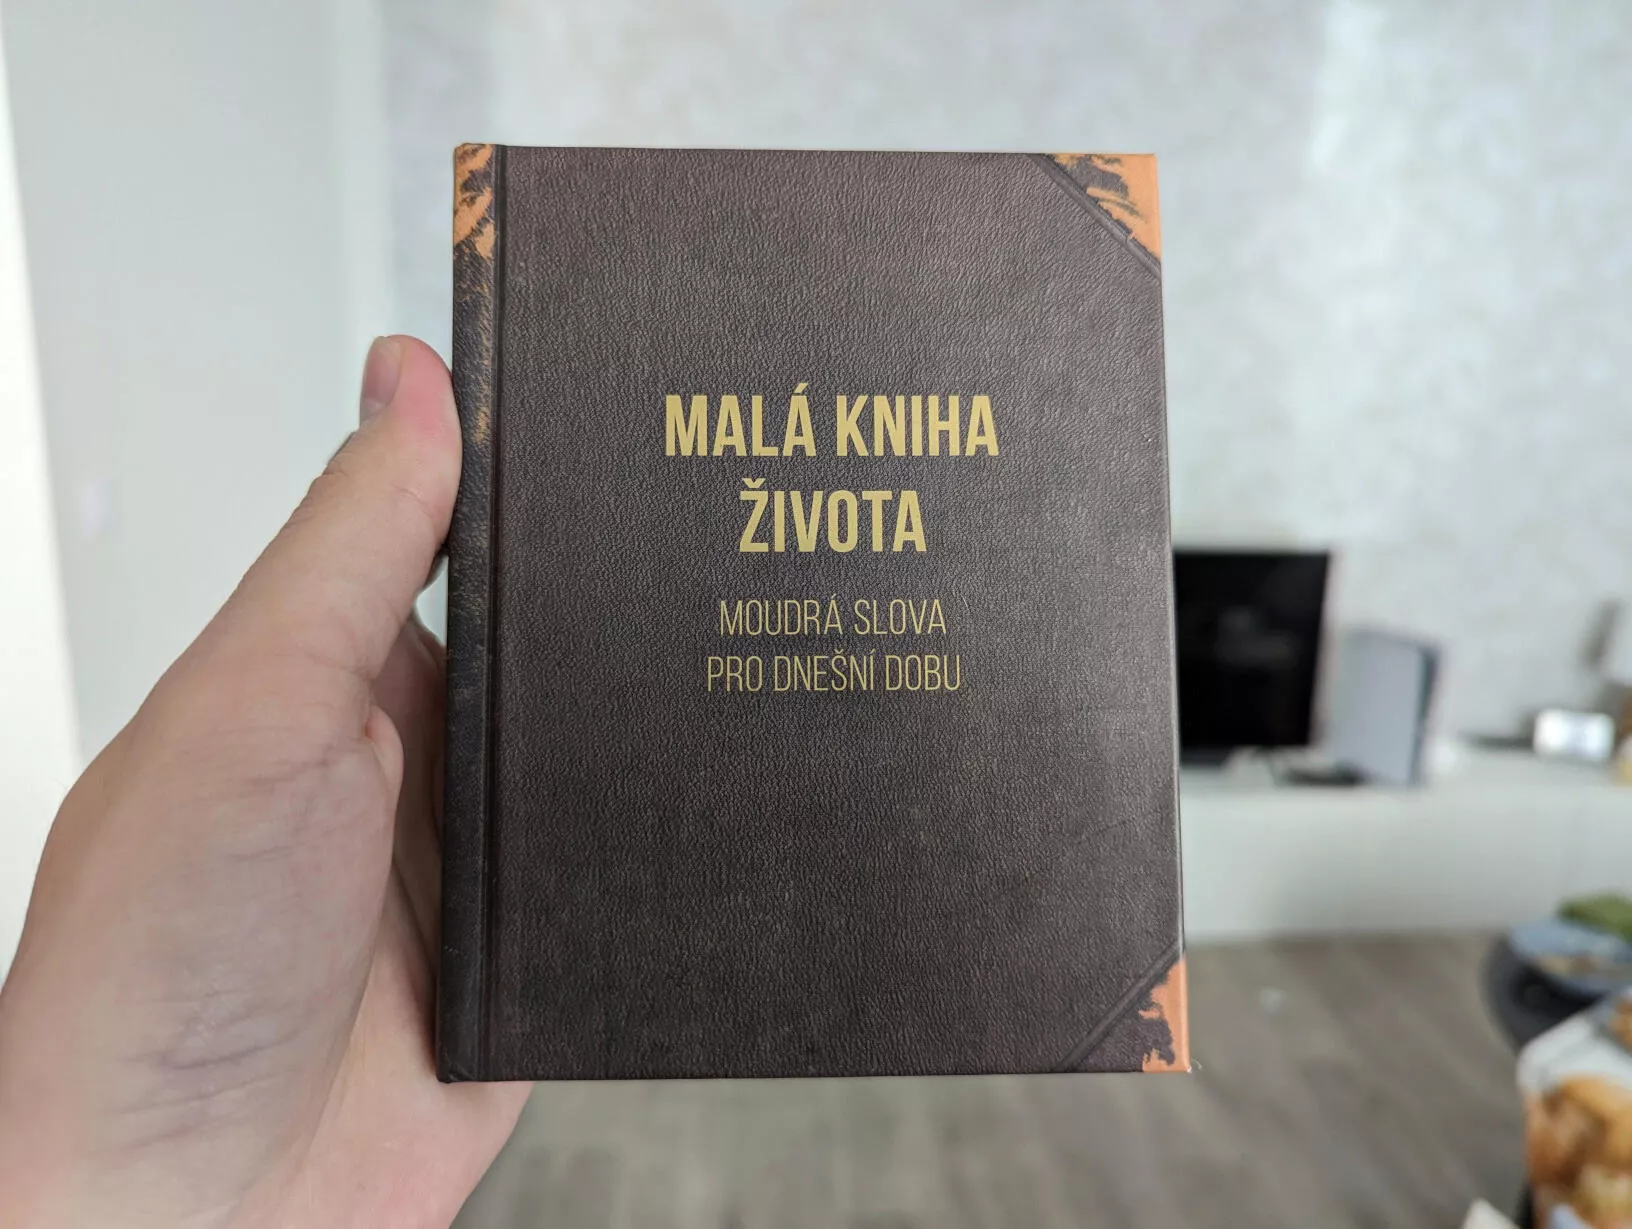 MALÁ KNIHA
ŽIVOTA
MOUDRÁ SLOVA
PRO DNEŠNÍ DOBU